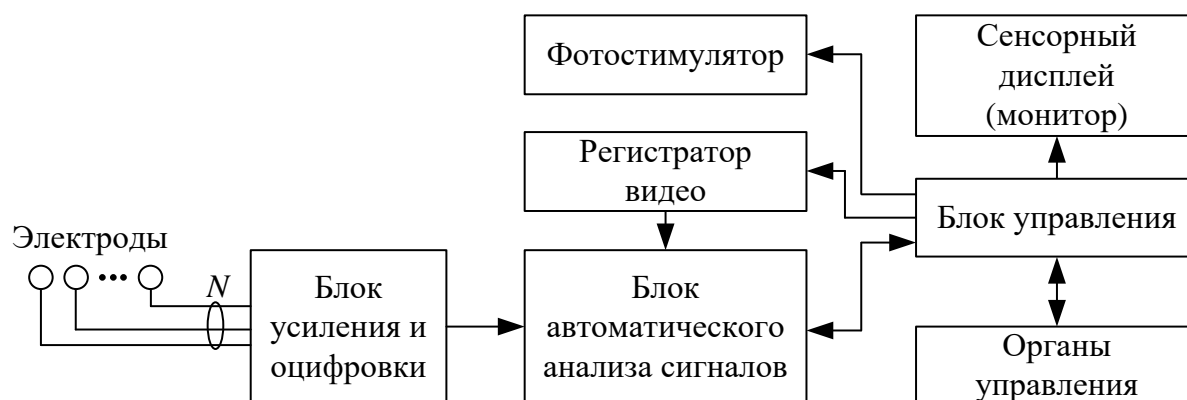 Фотостимулятор
Сенсорный
дисплей
(монитор)
Регистратор
видео
Блок управления
Электроды
N
Блок
усиления и
оцифровки
Блок
автоматического
анализа сигналов
Органы
управления